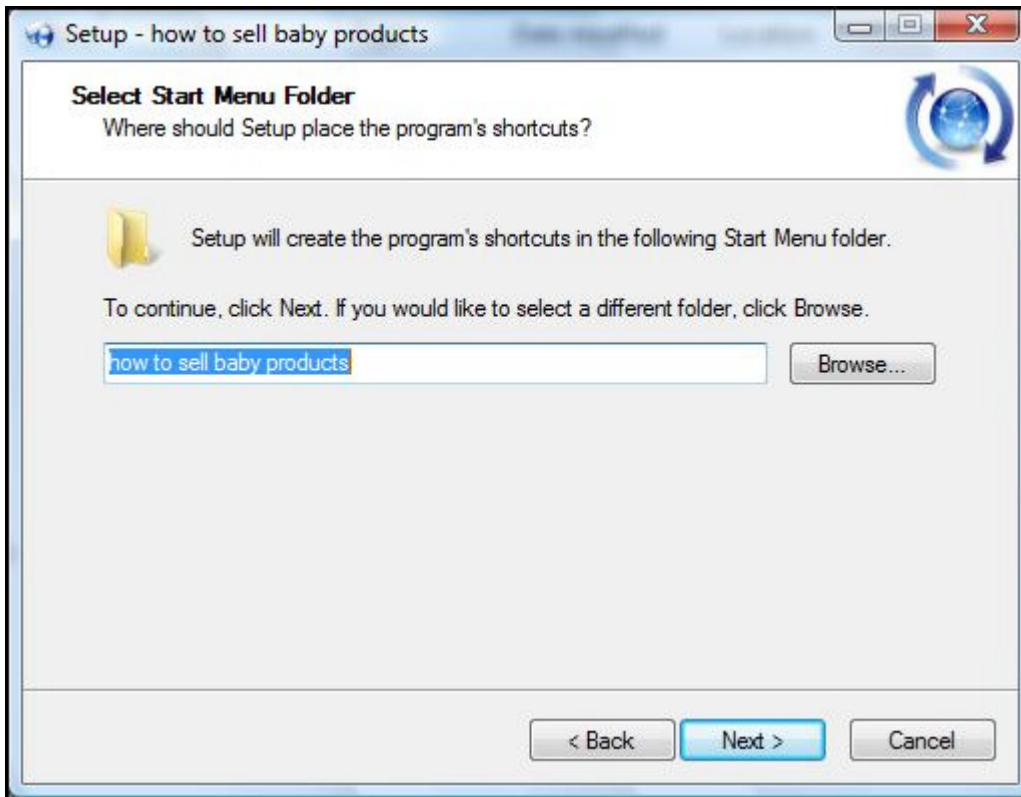 Setup - how to sell baby products
Select Start Menu Folder
Where should Setup place the program's shortcuts?
Setup will create the program's shortcuts in the following Start Menu folder.
To continue, click Next. If you would like to select a different folder, click Browse.
how to sell baby products
Browse...
< Back
Next >
Cancel